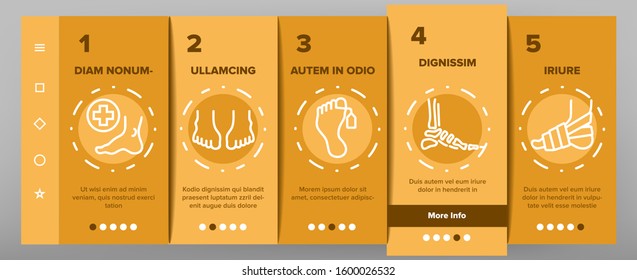 1
DIAM NONUM-
Ut wisi enim ad minim
veniam, quis nostrud exerci
tation
2
ULLAMCING
Kodio dignissim qui blandit
praesent luptatum zzril
delenit augue duis
3
AUTEM IN ODIO
Morem ipsum dolor sit
amet, consectetuer
adipiscing
4
DIGNISSIM
Duis autem vel eum iriure
dolor in hendrerit in
More Info
5
IRIURE
Duis autem vel eum iriure
dolor in hendrerit in
vulputate velit esse
shutterstock.com · 1600026532